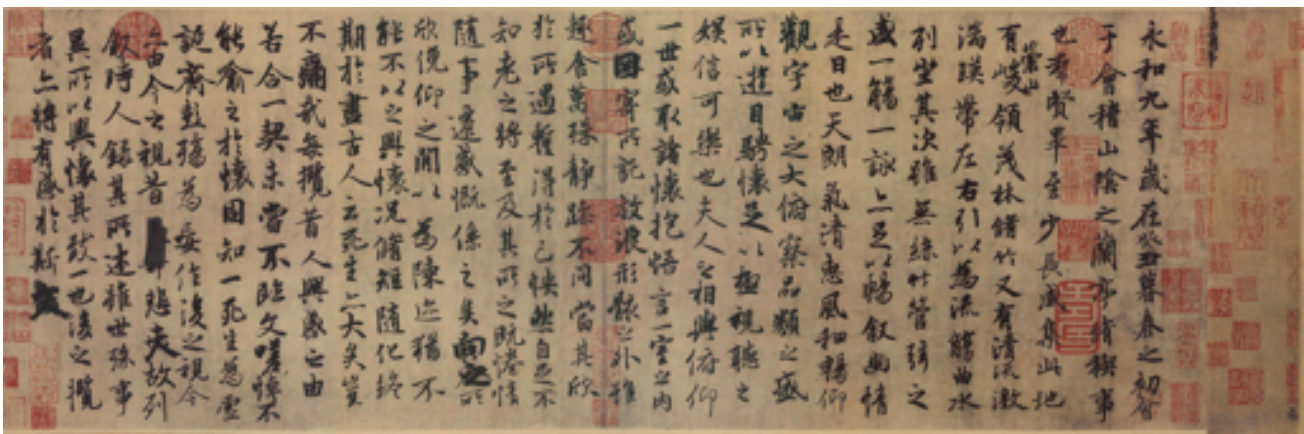 永和九年歲在癸丑暮春之初會
于會稽山陰之蘭亭脩稧事
也羣賢畢至少長咸集此地
有崇山峻領茂林脩竹又有清流激
湍暎帶左右引以為流觴曲水
列坐其次雖無絲竹管弦之
盛一觴一詠亦足以暢敘幽情
是日也天朗氣清惠風和暢仰
觀宇宙之大俯察品類之盛
所以遊目騁懷足以極視聽之
娛信可樂也夫人之相與俯仰
一世或取諸懷抱悟言一室之內
或因寄所託放浪形骸之外雖
趣舍萬殊靜躁不同當其欣
於所遇蹔得於己怏然自足不
知老之將至及其所之既惓情
隨事遷感慨係之矣向之所
欣俛仰之閒以為陳迹猶不
能不以之興懷況脩短隨化終
期於盡古人云死生亦大矣豈
不痛哉每攬昔人興感之由
若合一契未嘗不臨文嗟悼不
能喻之於懷固知一死生為虛
誕齊彭殤為妄作後之視今
亦由今之視昔悲夫故列
敘時人錄其所述雖世殊事
異所以興懷其致一也後之攬
者亦將有感於斯文